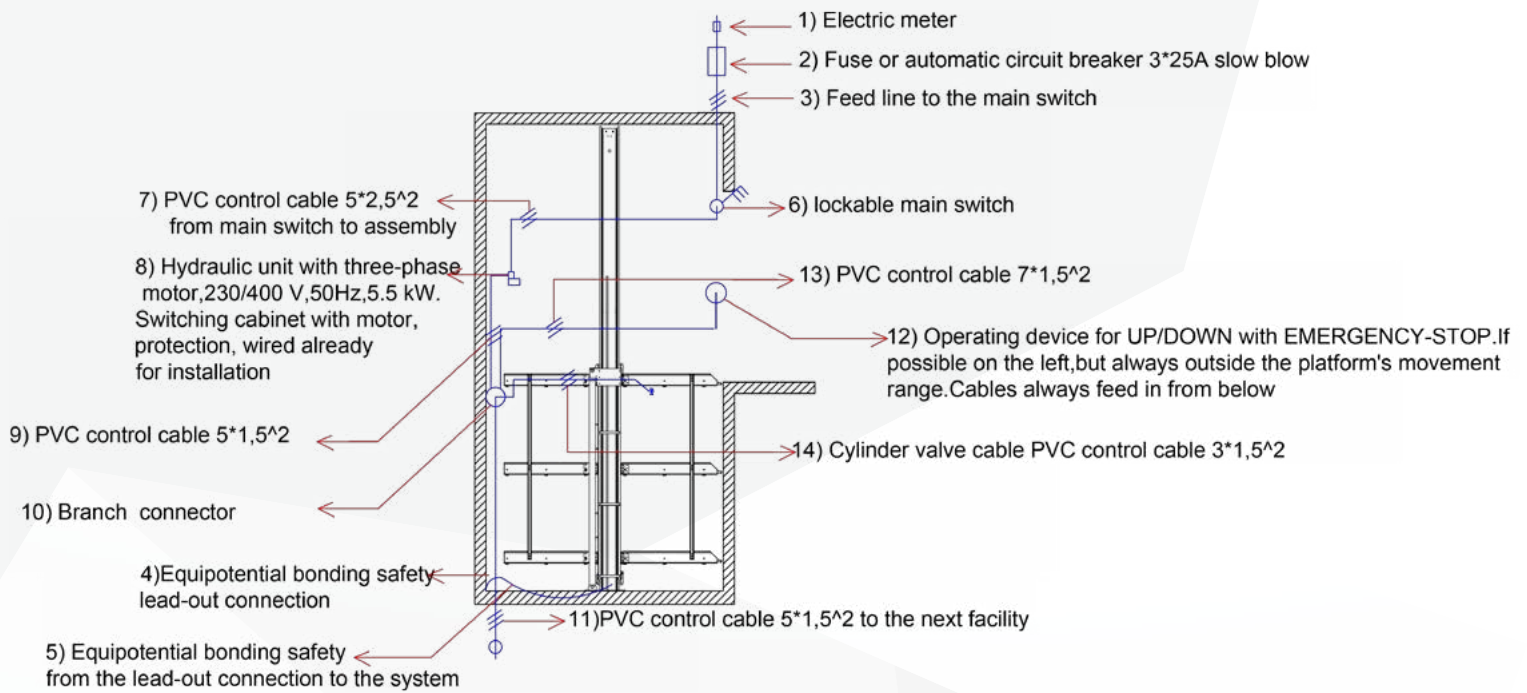 1) Electric meter
2) Fuse or automatic circuit breaker 3*25A slow blow
3) Feed line to the main switch
7) PVC control cable 5*2,5^2
from main switch to assembly
6) lockable main switch
8) Hydraulic unit with three-phase
motor,230/400 V,50Hz,5.5 kW.
Switching cabinet with motor,
protection, wired already
for installation
13) PVC control cable 7*1,5^2
12) Operating device for UP/DOWN with EMERGENCY-STOP.If
possible on the left,but always outside the platform's movement
range.Cables always feed in from below
9) PVC control cable 5*1,5^2
14) Cylinder valve cable PVC control cable 3*1,5^2
10) Branch connector
4)Equipotential bonding safety
lead-out connection
11)PVC control cable 5*1,5^2 to the next facility
5) Equipotential bonding safety
from the lead-out connection to the system